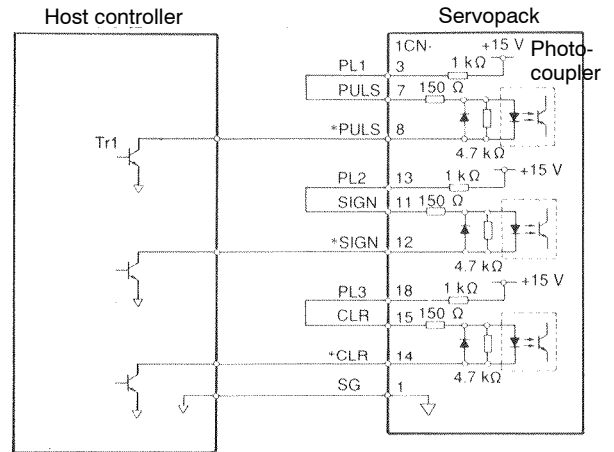 Host controller
Servopack
1CN-
+15 V
Photo-
coupler
PL1
3
1 kΩ
PULS
7
150 Ω
*PULS
8
4.7 kΩ
Tr1
PL2
13
1 kΩ
+15 V
SIGN
11
150 Ω
*SIGN
12
4.7 kΩ
PL3
18
1 kΩ
+15 V
CLR
15
150 Ω
*CLR
14
4.7 kΩ
SG
1